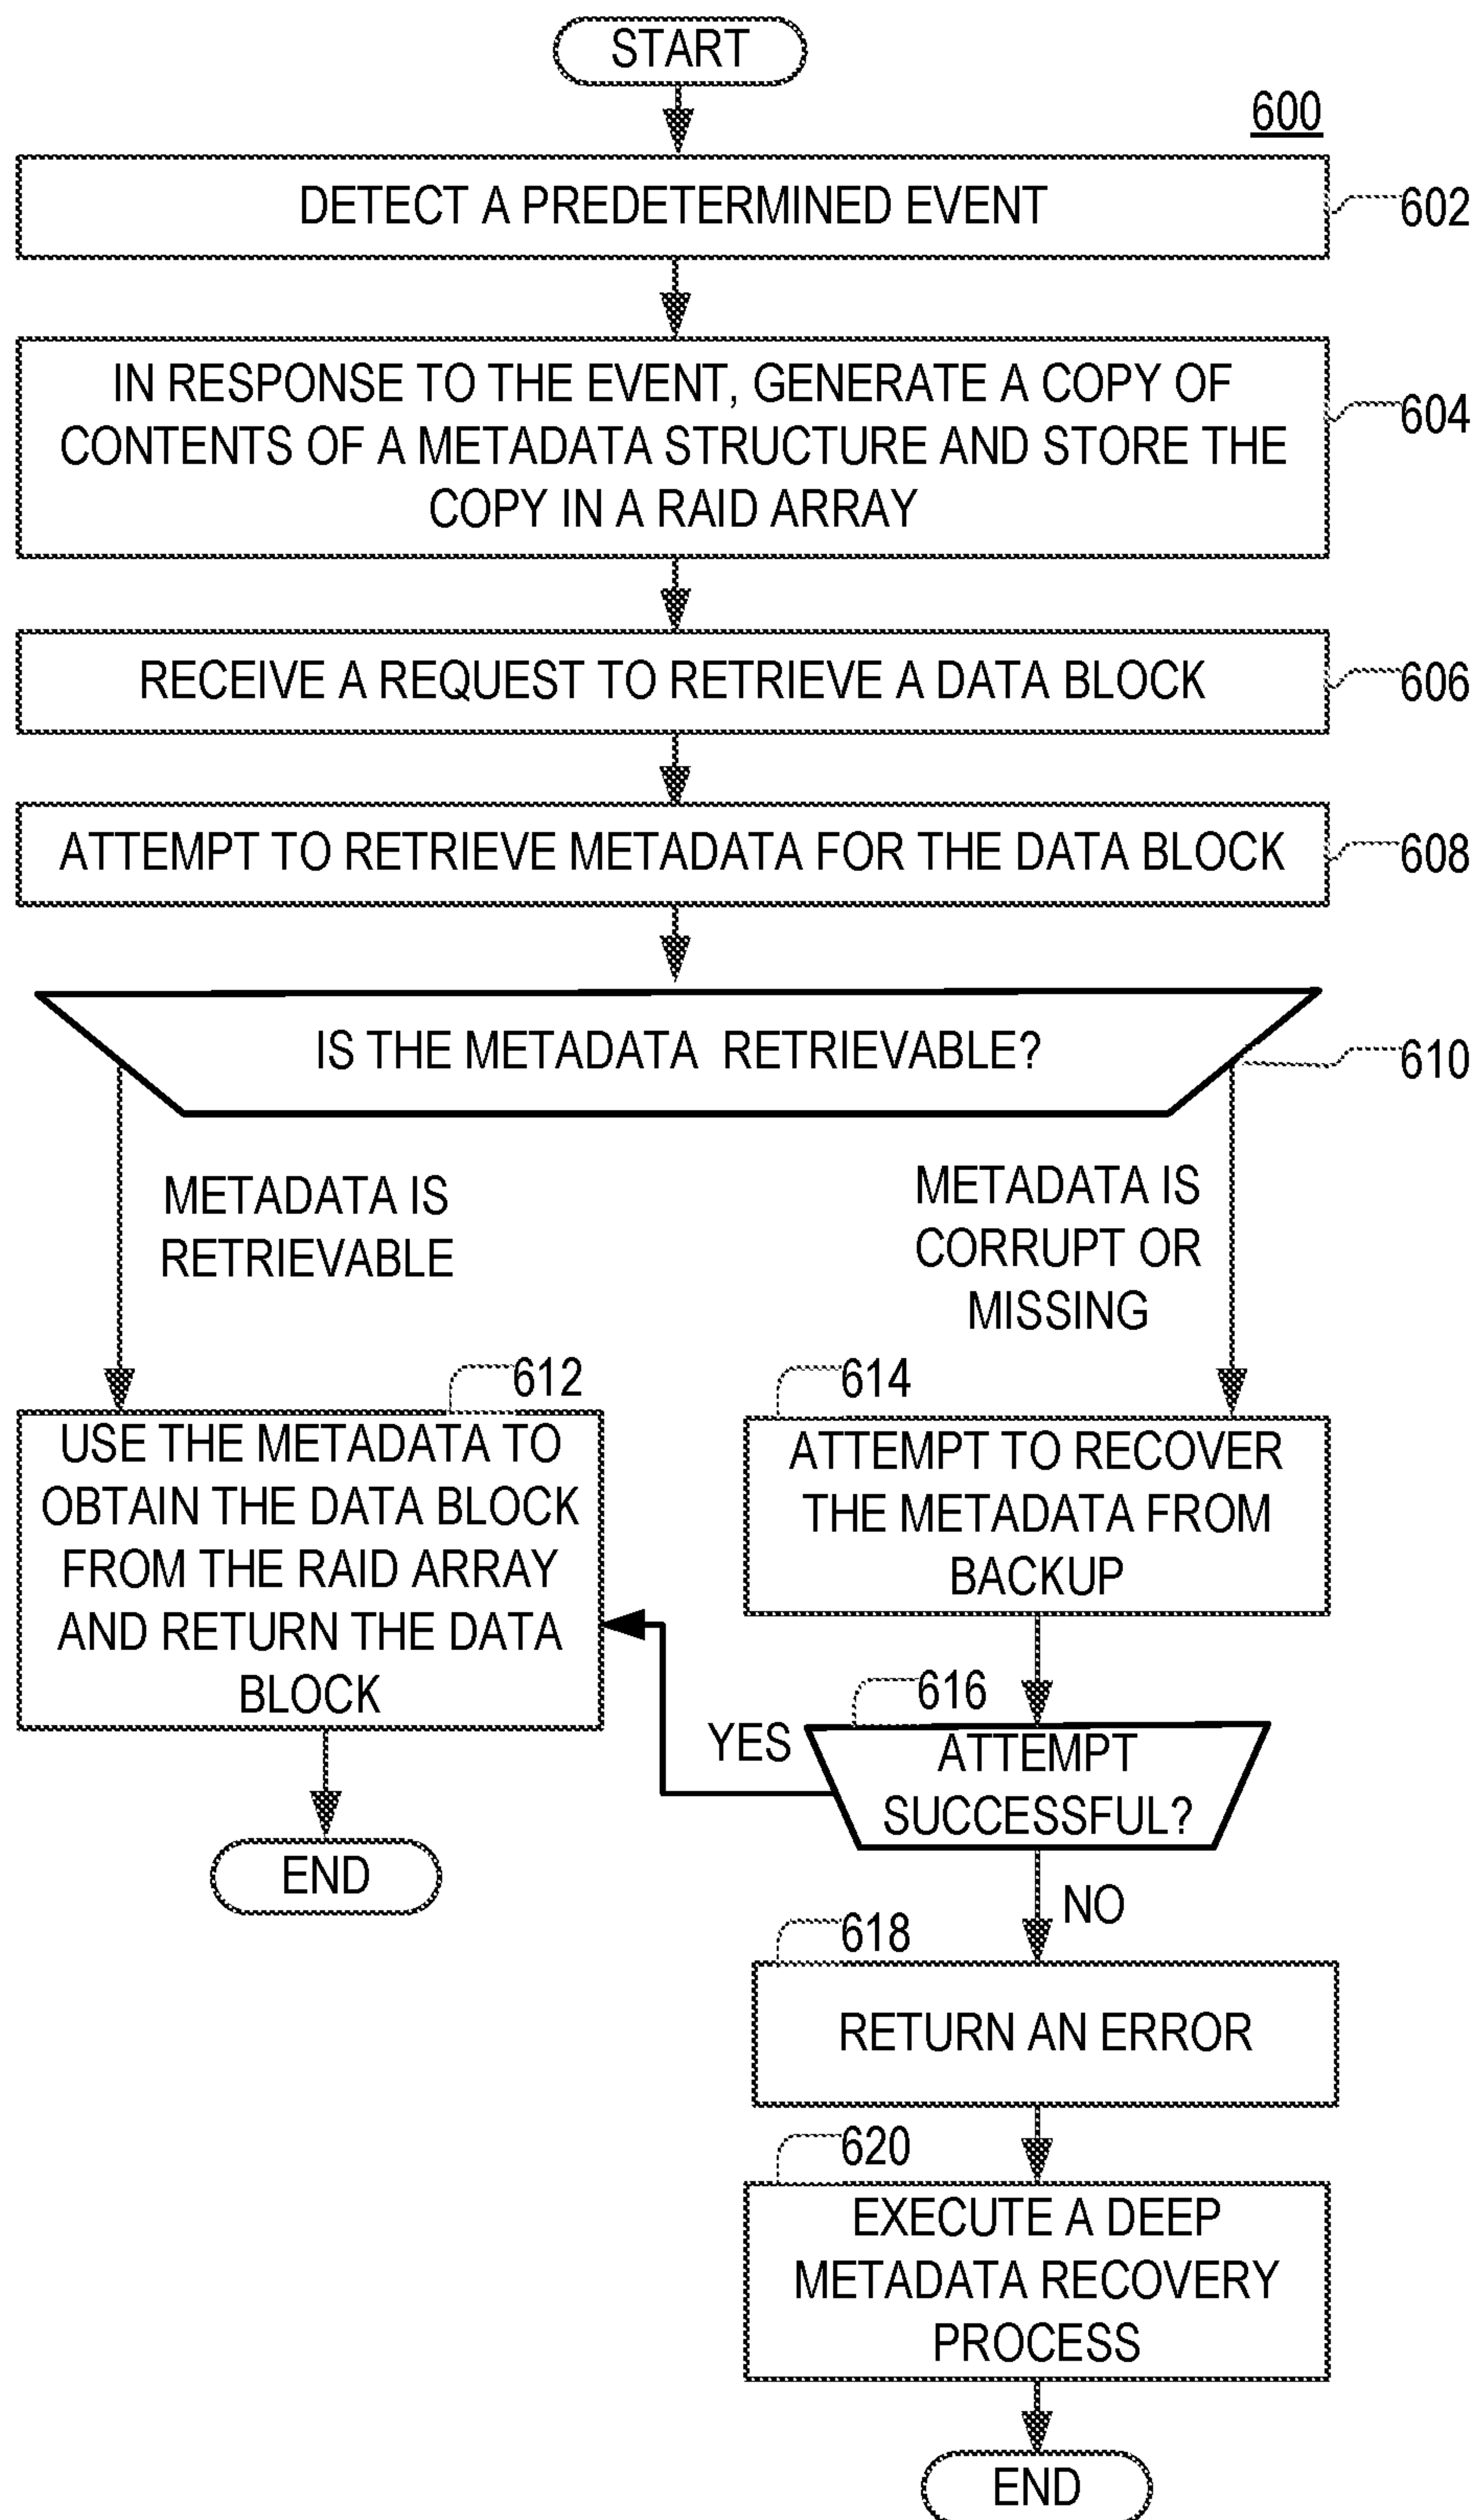 START
600
DETECT A PREDETERMINED EVENT
602
IN RESPONSE TO THE EVENT, GENERATE A COPY OF
CONTENTS OF A METADATA STRUCTURE AND STORE THE
COPY IN A RAID ARRAY
604
RECEIVE A REQUEST TO RETRIEVE A DATA BLOCK
606
ATTEMPT TO RETRIEVE METADATA FOR THE DATA BLOCK
608
IS THE METADATA RETRIEVABLE?
610
METADATA IS
RETRIEVABLE
METADATA IS
CORRUPT OR
MISSING
612
USE THE METADATA TO
OBTAIN THE DATA BLOCK
FROM THE RAID ARRAY
AND RETURN THE DATA
BLOCK
END
614
ATTEMPT TO RECOVER
THE METADATA FROM
BACKUP
616
ATTEMPT
SUCCESSFUL?
YES
NO
618
RETURN AN ERROR
620
EXECUTE A DEEP
METADATA RECOVERY
PROCESS
END